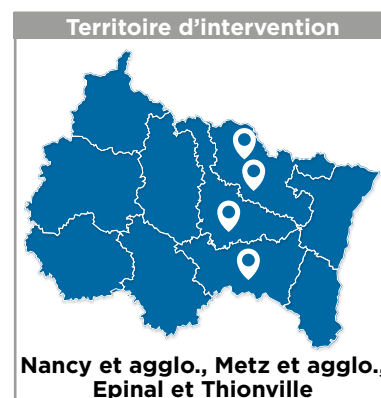 Territoire d’intervention
Nancy et agglo., Metz et agglo.,
Epinal et Thionville